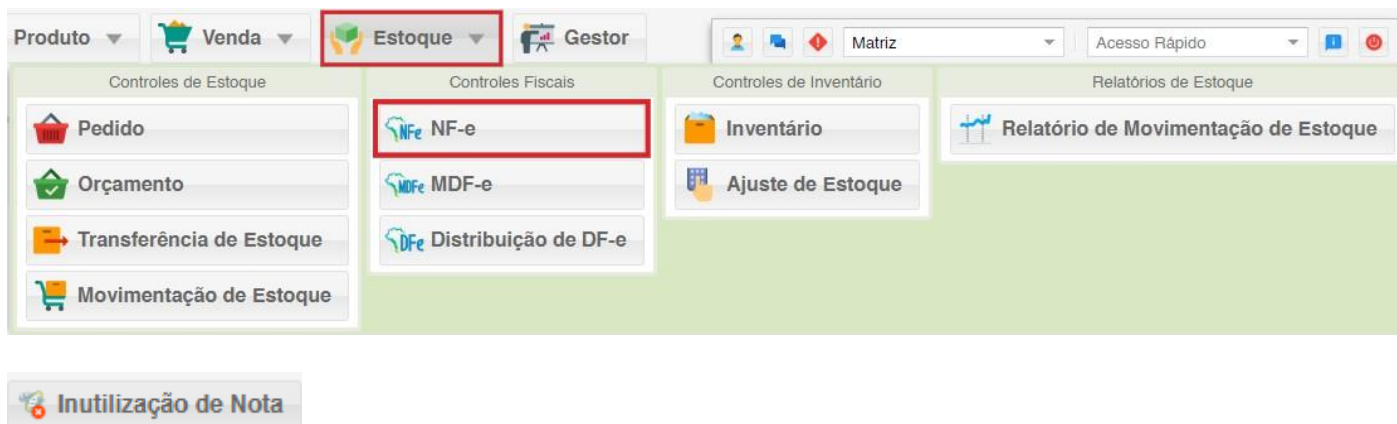 Produto Venda Estoque Gestor Matriz Acesso Rápido
Controles de Estoque Controles Fiscais Controles de Inventário Relatórios de Estoque
Pedido NFe NF-e Inventário Relatório de Movimentação de Estoque
Orçamento MDFe MDF-e Ajuste de Estoque
Transferência de Estoque DFe Distribuição de DF-e
Movimentação de Estoque
Inutilização de Nota